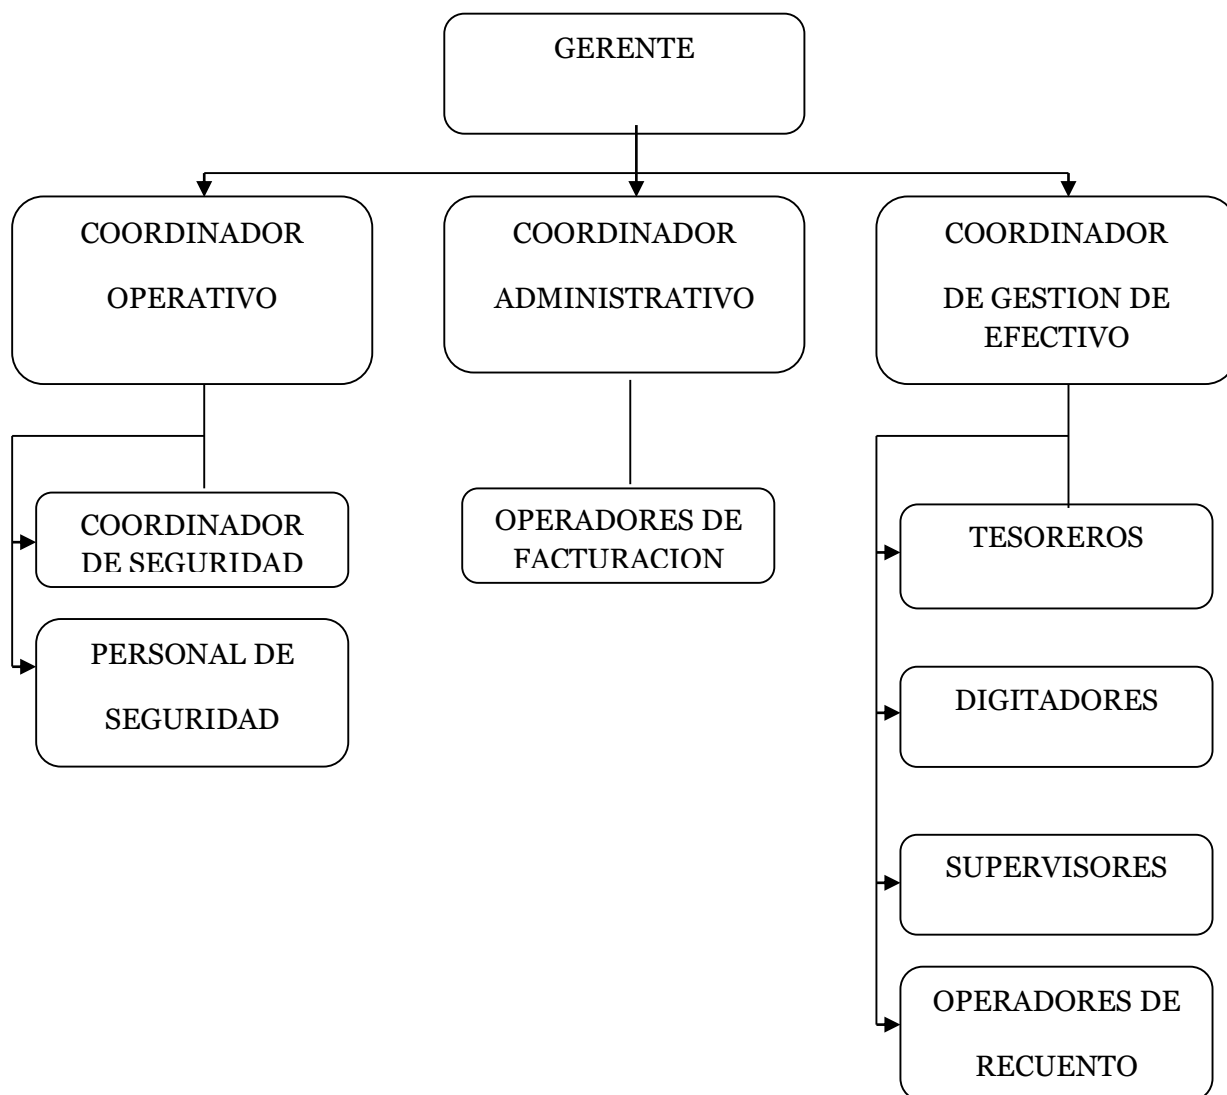 GERENTE
COORDINADOR
OPERATIVO
COORDINADOR
ADMINISTRATIVO
COORDINADOR
DE GESTION DE
EFECTIVO
COORDINADOR
DE SEGURIDAD
PERSONAL DE
SEGURIDAD
OPERADORES DE
FACTURACION
TESOREROS
DIGITADORES
SUPERVISORES
OPERADORES DE
RECUENTO